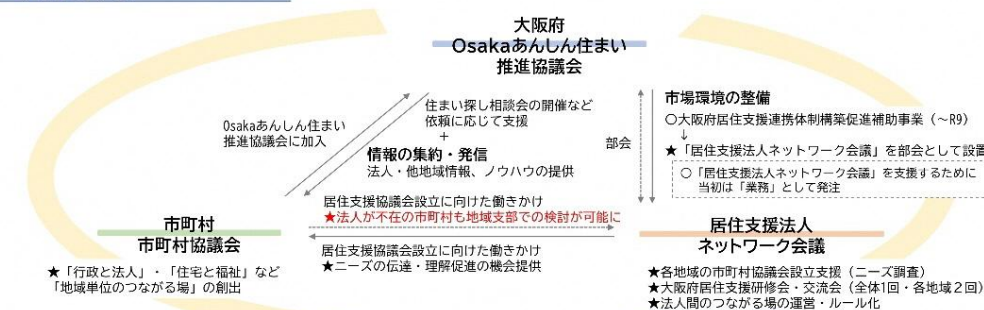 大阪府
Osakaあんしん住まい
推進協議会
Osakaあんしん住まい
推進協議会に加入
住まい探し相談会の開催など
依頼に応じて支援
+
情報の集約・発信
法人・他地域情報、ノウハウの提供
部会
市場環境の整備
○大阪府居住支援連携体制構築促進補助事業（～R9）
↓
★「居住支援法人ネットワーク会議」を部会として設置
○「居住支援法人ネットワーク会議」を支援するために
当初は「業務」として発注
市町村
市町村協議会
★「行政と法人」・「住宅と福祉」など
「地域単位のつながる場」の創出
居住支援協議会設立に向けた働きかけ
★法人が不在の市町村も地域支部での検討が可能に
居住支援協議会設立に向けた働きかけ
★ニーズの伝達・理解促進の機会提供
居住支援法人
ネットワーク会議
★各地域の市町村協議会設立支援（ニーズ調査）
★大阪府居住支援研修会・交流会（全体1回・各地域2回）
★法人間のつながる場の運営・ルール化